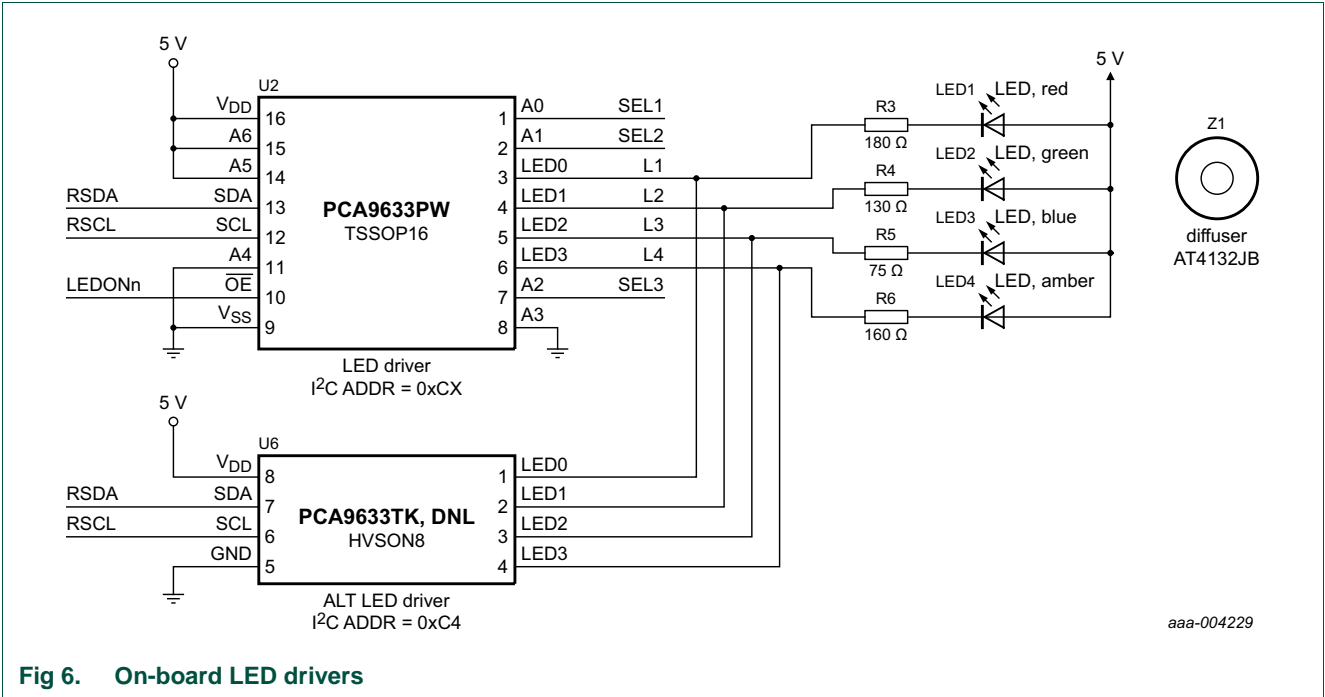 5 V
U2
VDD
16
A6
15
A5
14
RSDA SDA
13
RSCL SCL
12
A4
11
LEDONn OE
10
VSS
9
PCA9633PW
TSSOP16
1 A0 SEL1
2 A1 SEL2
3 LED0 L1
4 LED1 L2
5 LED2 L3
6 LED3 L4
7 A2 SEL3
8 A3
LED driver
I2C ADDR = 0xCX
5 V
R3
180 Ω
LED1 LED, red
R4
130 Ω
LED2 LED, green
R5
75 Ω
LED3 LED, blue
R6
160 Ω
LED4 LED, amber
Z1
diffuser
AT4132JB
5 V
U6
VDD
8
RSDA SDA
7
RSCL SCL
6
GND
5
PCA9633TK, DNL
HVSON8
1 LED0
2 LED1
3 LED2
4 LED3
ALT LED driver
I2C ADDR = 0xC4
aaa-004229
Fig 6. On-board LED drivers